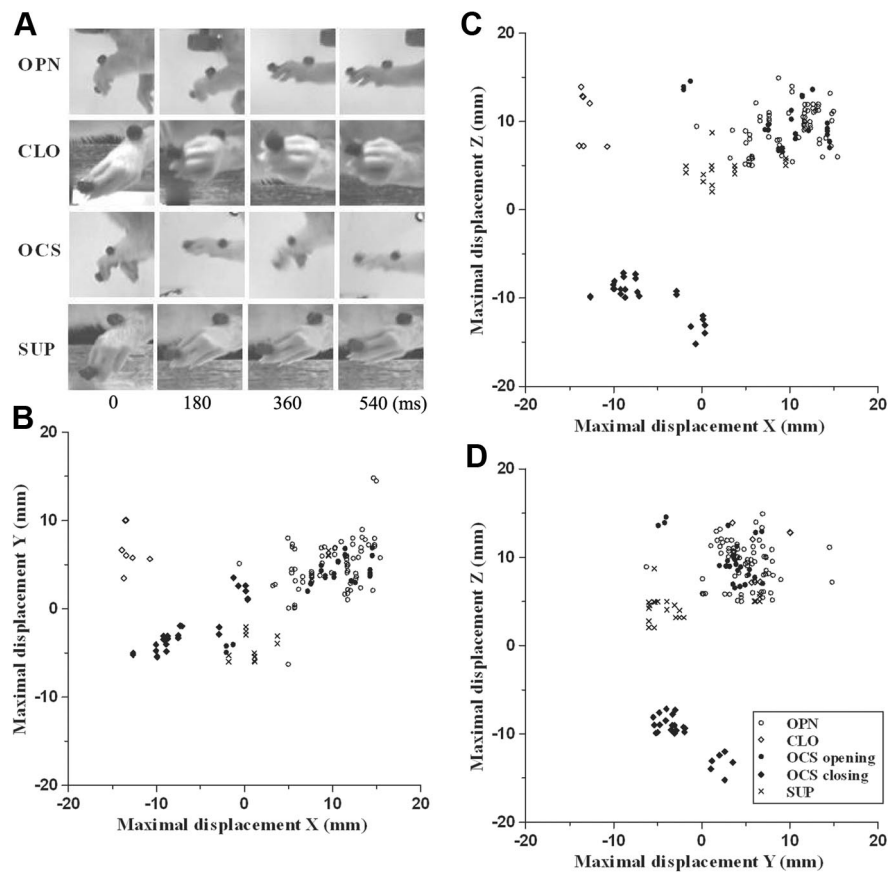 A
OPN
CLO
OCS
SUP
0 180 360 540 (ms)
B
20
10
0
-10
-20
-20 -10 0 10 20
Maximal displacement X (mm)
Maximal displacement Y (mm)
C
20
10
0
-10
-20
-20 -10 0 10 20
Maximal displacement X (mm)
Maximal displacement Z (mm)
D
20
10
0
-10
-20
-20 -10 0 10 20
Maximal displacement Y (mm)
Maximal displacement Z (mm)
OPN
CLO
OCS opening
OCS closing
SUP